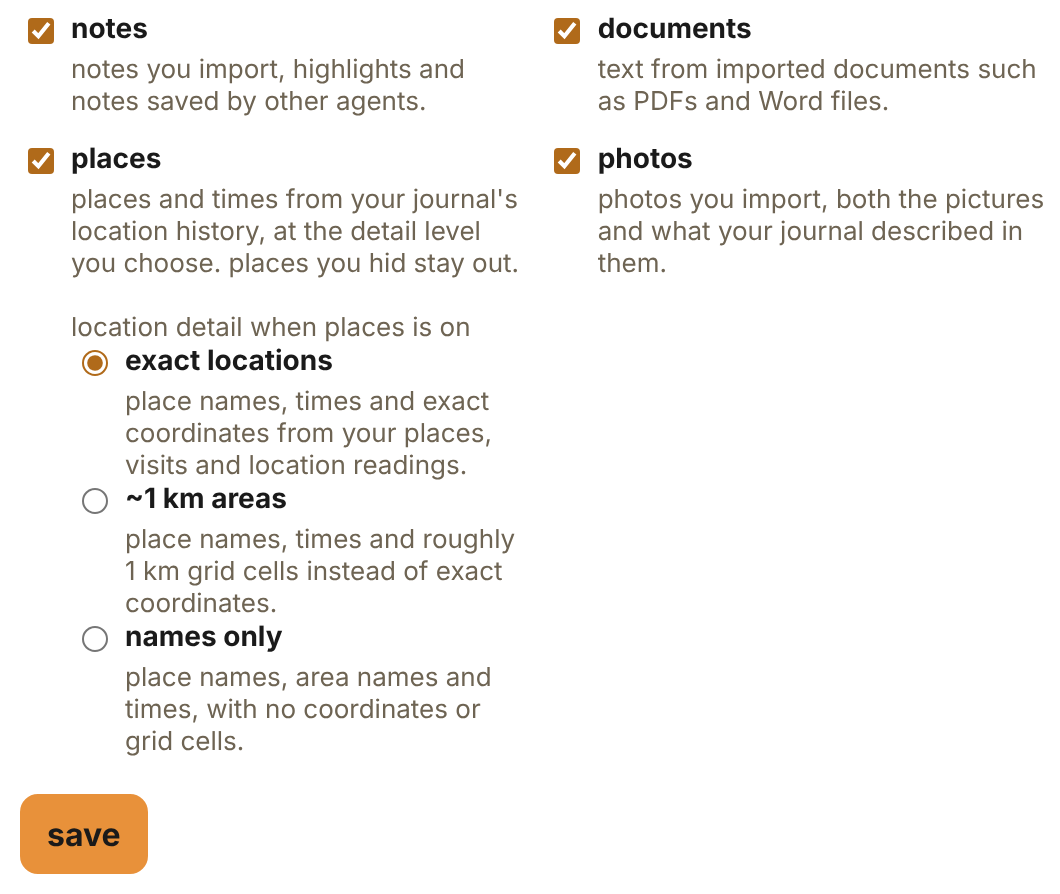 notes
notes you import, highlights and
notes saved by other agents.
documents
text from imported documents such
as PDFs and Word files.
places
places and times from your journal's
location history, at the detail level
you choose. places you hid stay out.
location detail when places is on
exact locations
place names, times and exact
coordinates from your places,
visits and location readings.
~1 km areas
place names, times and roughly
1 km grid cells instead of exact
coordinates.
names only
place names, area names and
times, with no coordinates or
grid cells.
photos
photos you import, both the pictures
and what your journal described in
them.
save